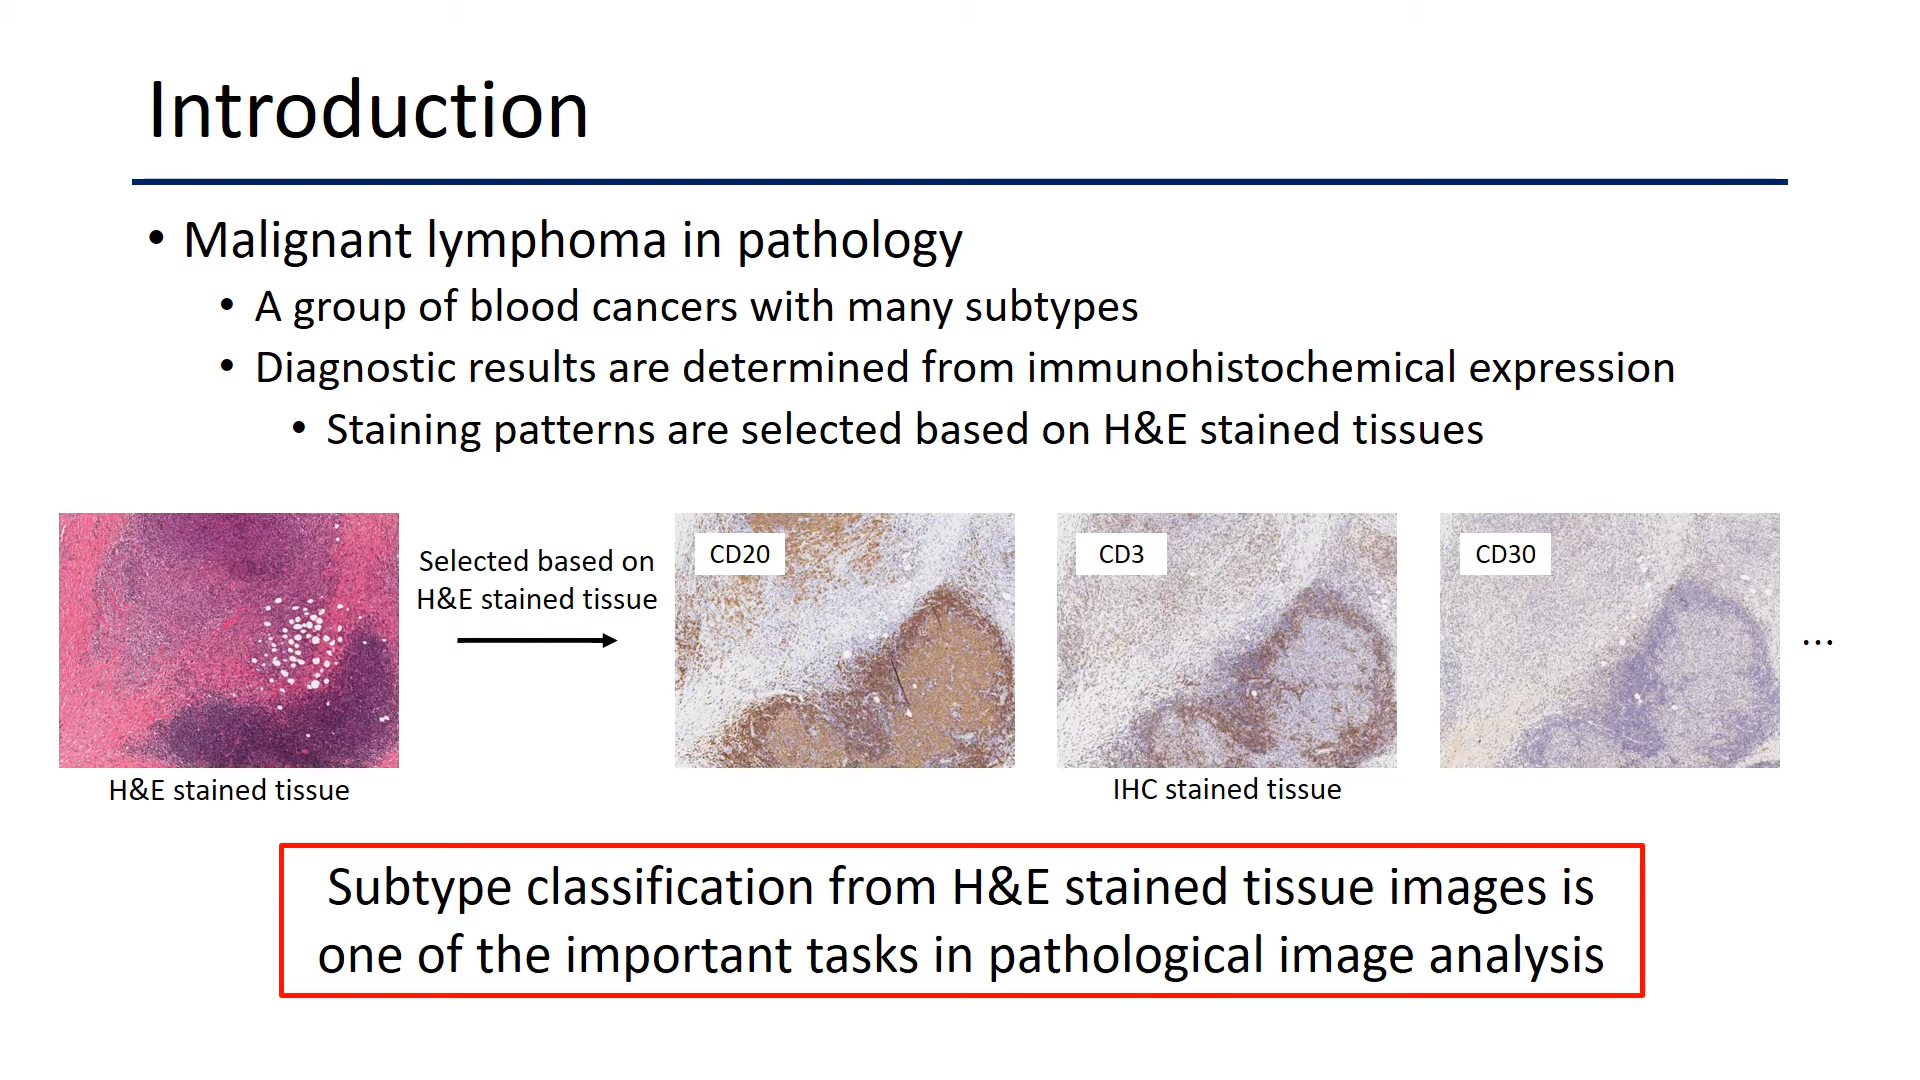 Introduction
• Malignant lymphoma in pathology
• A group of blood cancers with many subtypes
• Diagnostic results are determined from immunohistochemical expression
• Staining patterns are selected based on H&E stained tissues
Selected based on
H&E stained tissue
CD20
CD3
CD30
...
H&E stained tissue
IHC stained tissue
Subtype classification from H&E stained tissue images is
one of the important tasks in pathological image analysis